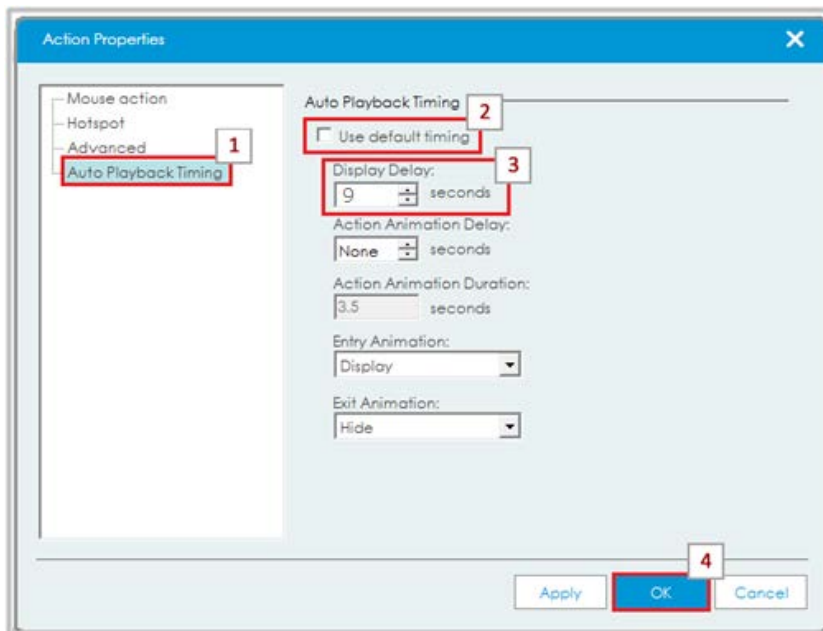 Action Properties
Mouse action
Hotspot
Advanced
1
Auto Playback Timing
Auto Playback Timing
2
Use default timing
3
Display Delay:
9 seconds
Action Animation Delay:
None seconds
Action Animation Duration:
3.5 seconds
Entry Animation:
Display
Exit Animation:
Hide
4
Apply OK Cancel